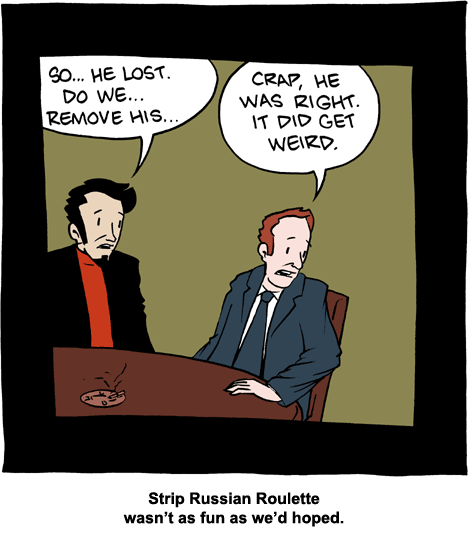 SO... HE LOST.
DO WE...
REMOVE HIS...
CRAP, HE
WAS RIGHT.
IT DID GET
WEIRD.
Strip Russian Roulette
wasn't as fun as we'd hoped.